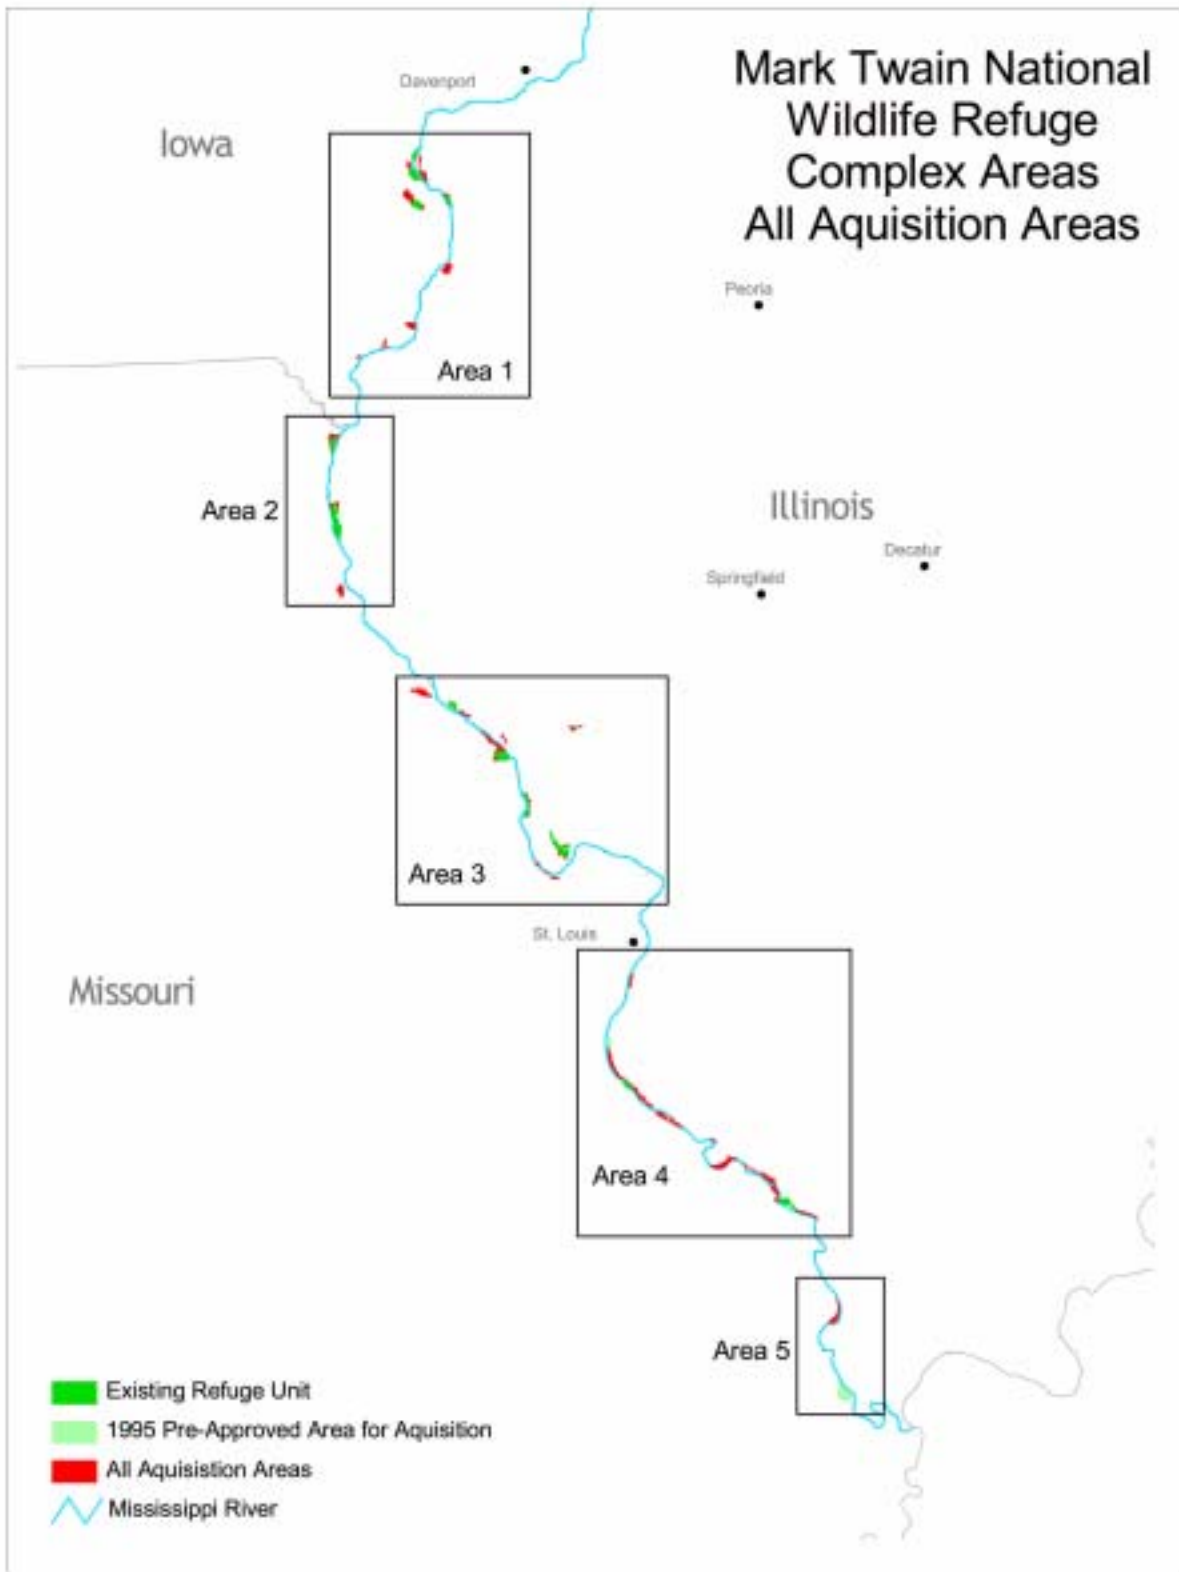 Mark Twain National
Wildlife Refuge
Complex Areas
All Aquisition Areas
Davenport
Iowa
Peoria
Area 1
Area 2
Illinois
Decatur
Springfield
Area 3
St. Louis
Missouri
Area 4
Area 5
Existing Refuge Unit
1995 Pre-Approved Area for Aquisition
All Aquisistion Areas
Mississippi River